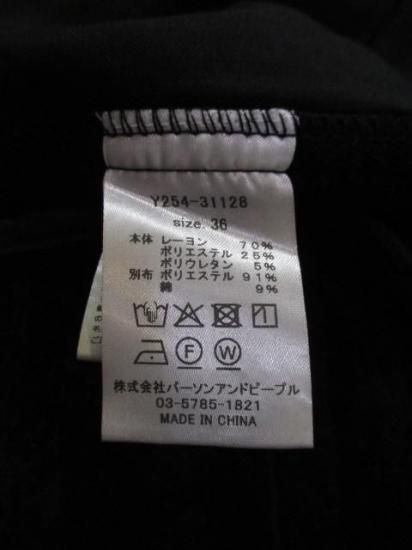 Y254-31128
size. 36
本体 レーヨン 70%
ポリエステル 25%
ポリウレタン 5%
別布 ポリエステル 91%
綿 9%
F W
株式会社パーソンアンドピープル
03-5785-1821
MADE IN CHINA